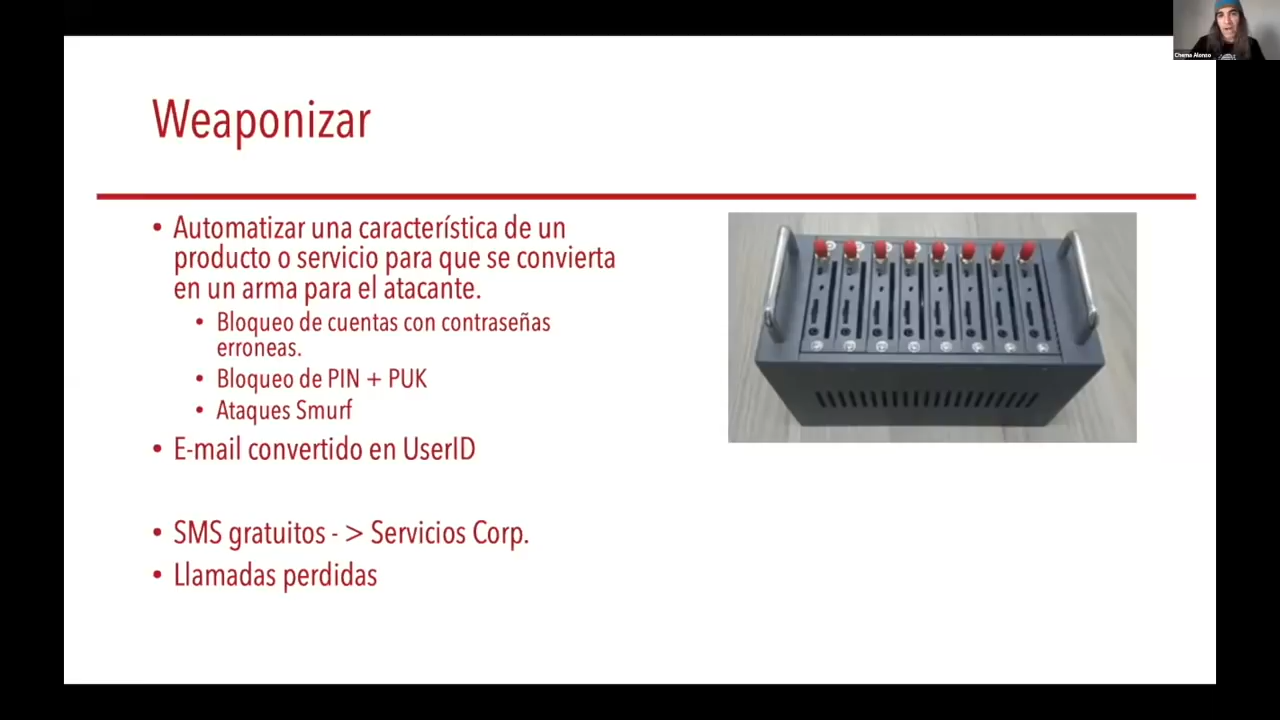 Chema Alonso
Weaponizar
• Automatizar una característica de un
producto o servicio para que se convierta
en un arma para el atacante.
• Bloqueo de cuentas con contraseñas
erroneas.
• Bloqueo de PIN + PUK
• Ataques Smurf
• E-mail convertido en UserID
• SMS gratuitos - > Servicios Corp.
• Llamadas perdidas